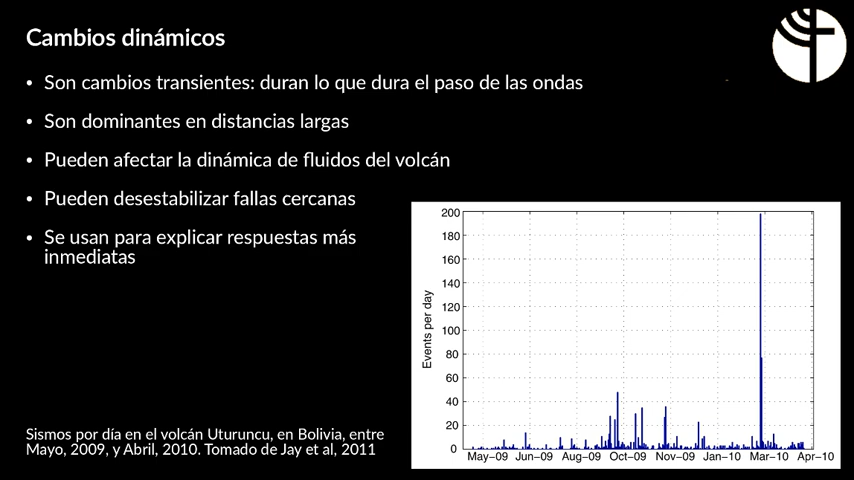 Cambios dinámicos
• Son cambios transientes: duran lo que dura el paso de las ondas
• Son dominantes en distancias largas
• Pueden afectar la dinámica de fluidos del volcán
• Pueden desestabilizar fallas cercanas
• Se usan para explicar respuestas más
inmediatas
Sismos por día en el volcán Uturuncu, en Bolivia, entre
Mayo, 2009, y Abril, 2010. Tomado de Jay et al, 2011
Events per day
200
180
160
140
120
100
80
60
40
20
0
May–09 Jun–09 Aug–09 Oct–09 Nov–09 Jan–10 Mar–10 Apr–10